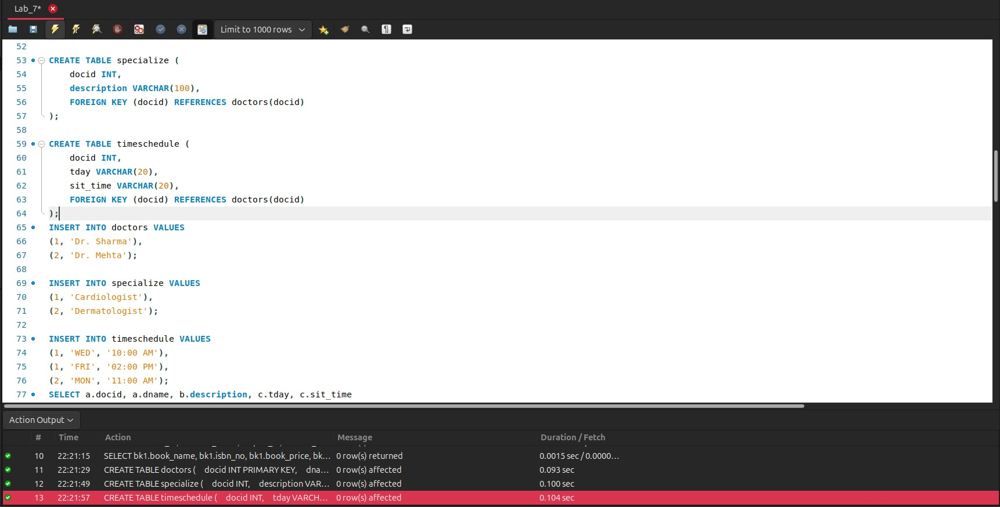 Lab_7*
Limit to 1000 rows
52
53 CREATE TABLE specialize (
54 docid INT,
55 description VARCHAR(100),
56 FOREIGN KEY (docid) REFERENCES doctors(docid)
57 );
58
59 CREATE TABLE timeschedule (
60 docid INT,
61 tday VARCHAR(20),
62 sit_time VARCHAR(20),
63 FOREIGN KEY (docid) REFERENCES doctors(docid)
64 );
65 INSERT INTO doctors VALUES
66 (1, 'Dr. Sharma'),
67 (2, 'Dr. Mehta');
68
69 INSERT INTO specialize VALUES
70 (1, 'Cardiologist'),
71 (2, 'Dermatologist');
72
73 INSERT INTO timeschedule VALUES
74 (1, 'WED', '10:00 AM'),
75 (1, 'FRI', '02:00 PM'),
76 (2, 'MON', '11:00 AM');
77 SELECT a.docid, a.dname, b.description, c.tday, c.sit_time
Action Output
# Time Action Message Duration / Fetch
10 22:21:15 SELECT bk1.book_name, bk1.isbn_no, bk1.book_price, bk... 0 row(s) returned 0.0015 sec / 0.0000...
11 22:21:29 CREATE TABLE doctors ( docid INT PRIMARY KEY, dna... 0 row(s) affected 0.093 sec
12 22:21:49 CREATE TABLE specialize ( docid INT, description VAR... 0 row(s) affected 0.100 sec
13 22:21:57 CREATE TABLE timeschedule ( docid INT, tday VARCH... 0 row(s) affected 0.104 sec